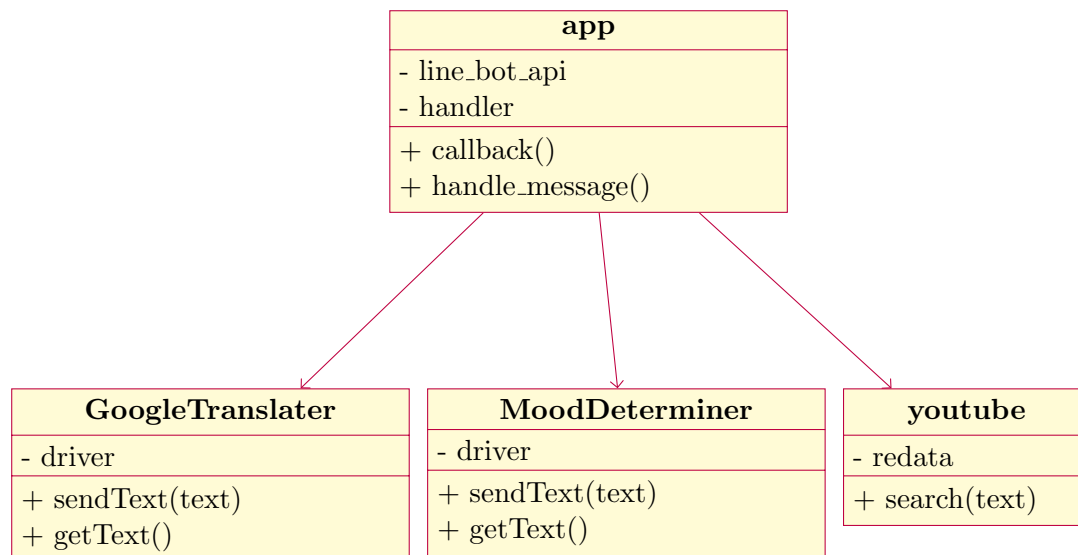 app
- line_bot_api
- handler
+ callback()
+ handle_message()
GoogleTranslater
- driver
+ sendText(text)
+ getText()
MoodDeterminer
- driver
+ sendText(text)
+ getText()
youtube
- redata
+ search(text)